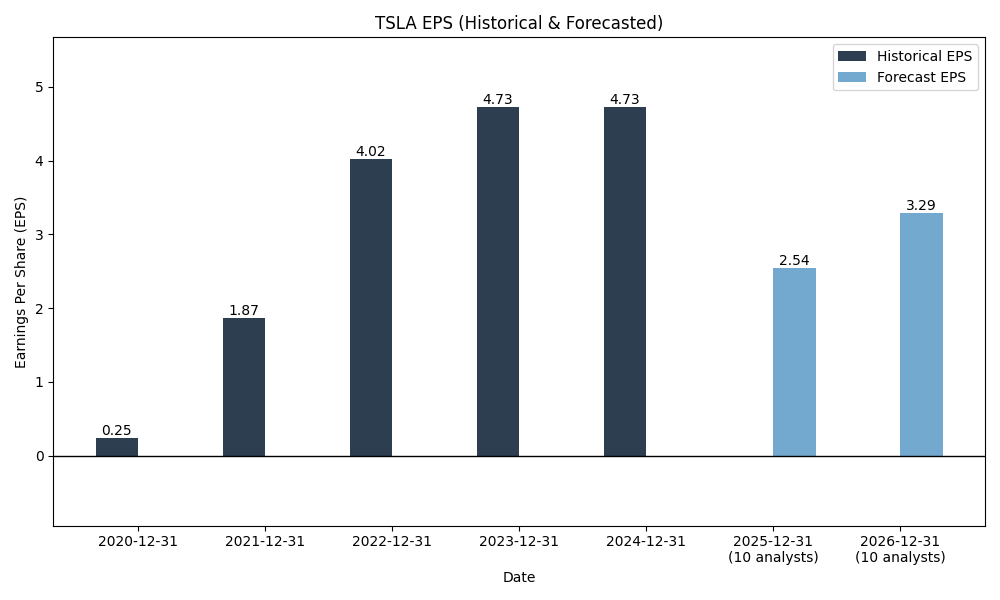 TSLA EPS (Historical & Forecasted)
Historical EPS
Forecast EPS
Earnings Per Share (EPS)
5
4
3
2
1
0
0.25
1.87
4.02
4.73
4.73
2.54
3.29
2020-12-31
2021-12-31
2022-12-31
2023-12-31
2024-12-31
2025-12-31
(10 analysts)
2026-12-31
(10 analysts)
Date